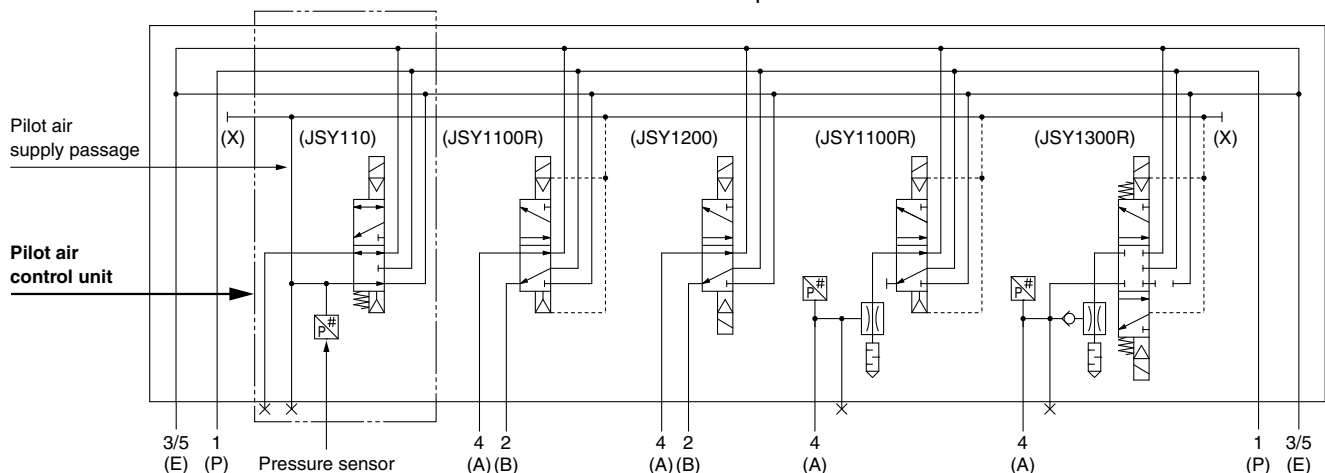 Pilot air
supply passage
(X) (JSY110) (JSY1100R) (JSY1200) (JSY1100R) (JSY1300R) (X)
Pilot air
control unit
P#
P#
P#
3/5 1 4 2 4 2 4 4 1 3/5
(E) (P) Pressure sensor (A) (B) (A) (B) (A) (A) (P) (E)